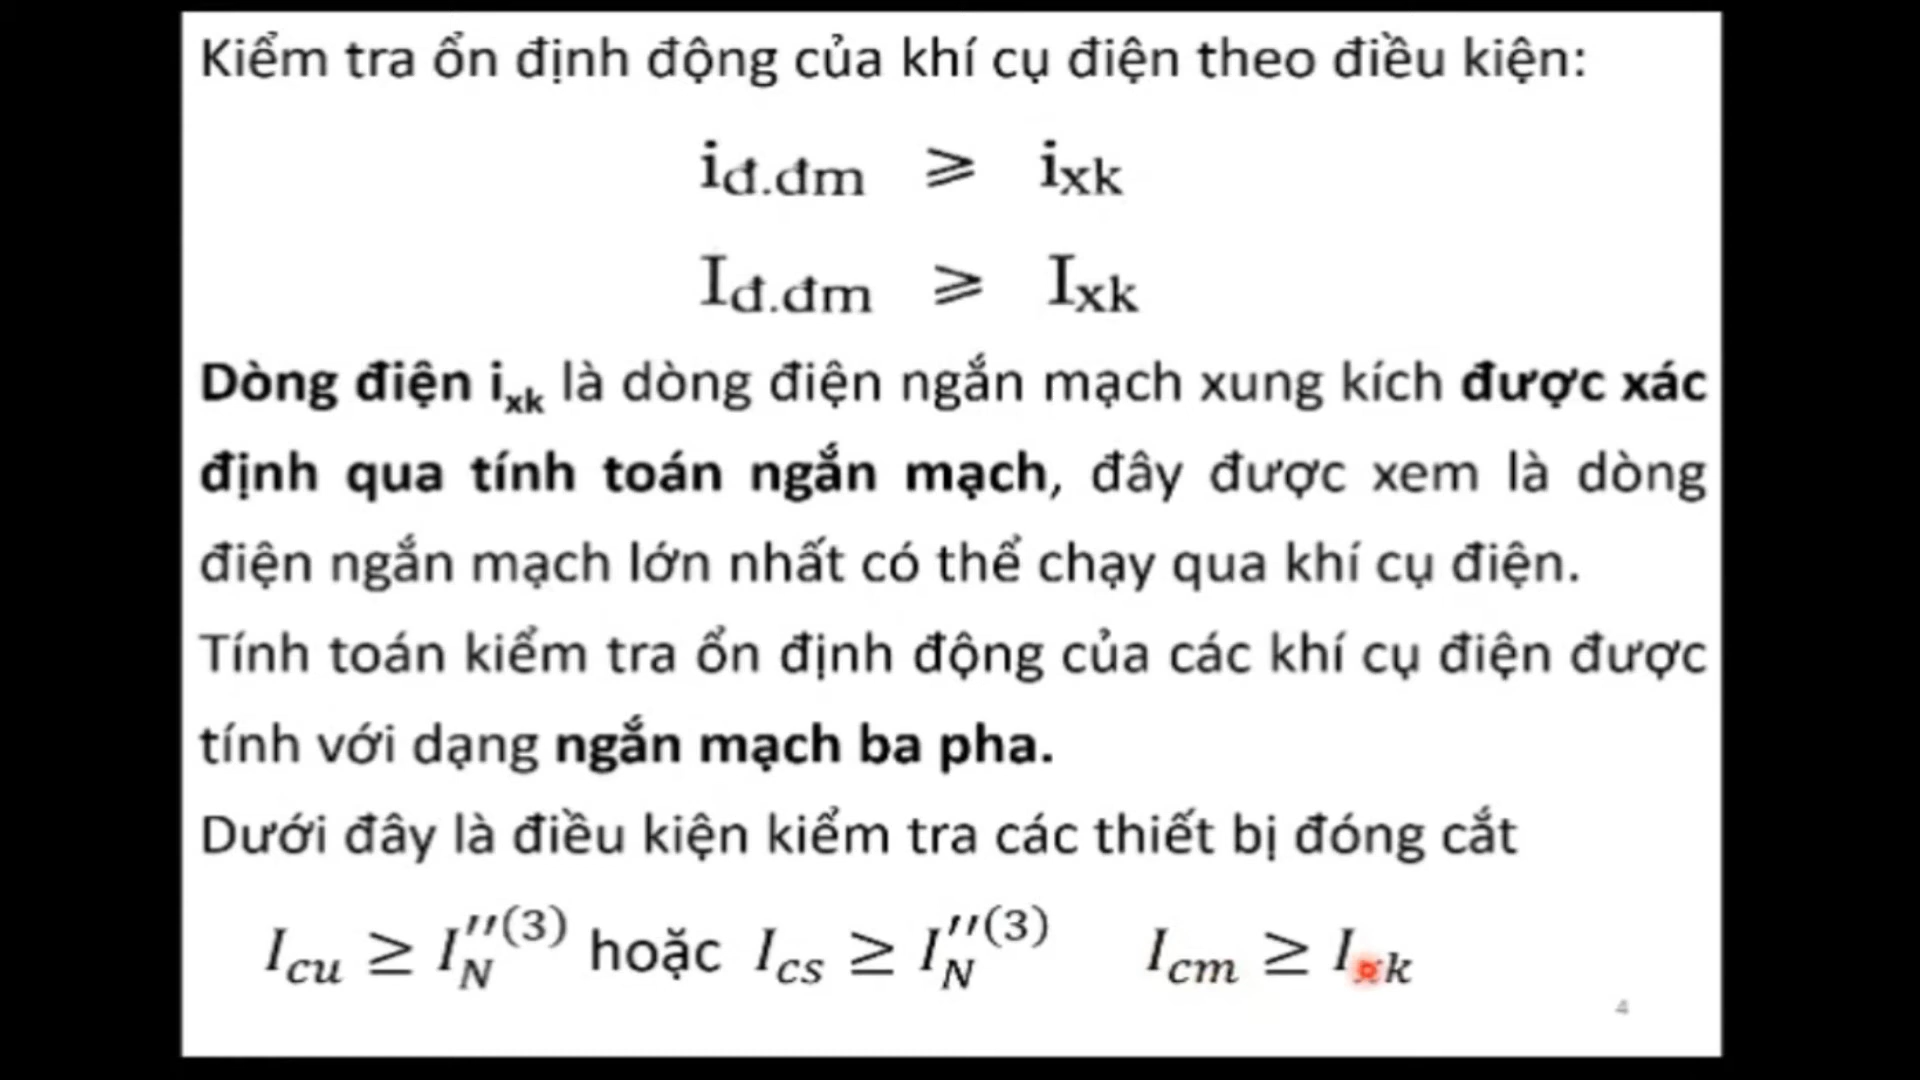 Kiểm tra ổn định động của khí cụ điện theo điều kiện:
iđ.đm ⩾ ixk
Iđ.đm ⩾ Ixk
Dòng điện ixk là dòng điện ngắn mạch xung kích được xác
định qua tính toán ngắn mạch, đây được xem là dòng
điện ngắn mạch lớn nhất có thể chạy qua khí cụ điện.
Tính toán kiểm tra ổn định động của các khí cụ điện được
tính với dạng ngắn mạch ba pha.
Dưới đây là điều kiện kiểm tra các thiết bị đóng cắt
Icu ≥ IN''(3) hoặc Ics ≥ IN''(3) Icm ≥ Ixk
4